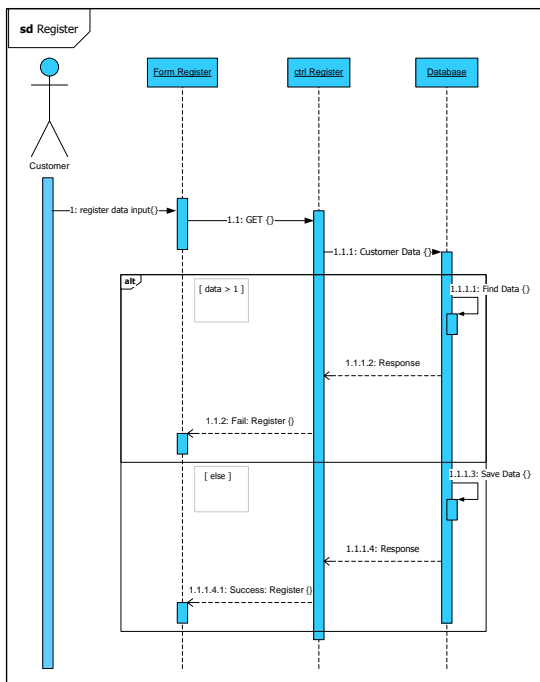 sd Register
Form Register
ctrl Register
Database
Customer
1: register data input{}
1.1: GET {}
1.1.1: Customer Data {}
alt
[ data > 1 ]
1.1.1.1: Find Data {}
1.1.1.2: Response
1.1.2: Fail: Register {}
[ else ]
1.1.1.3: Save Data {}
1.1.1.4: Response
1.1.1.4.1: Success: Register {}